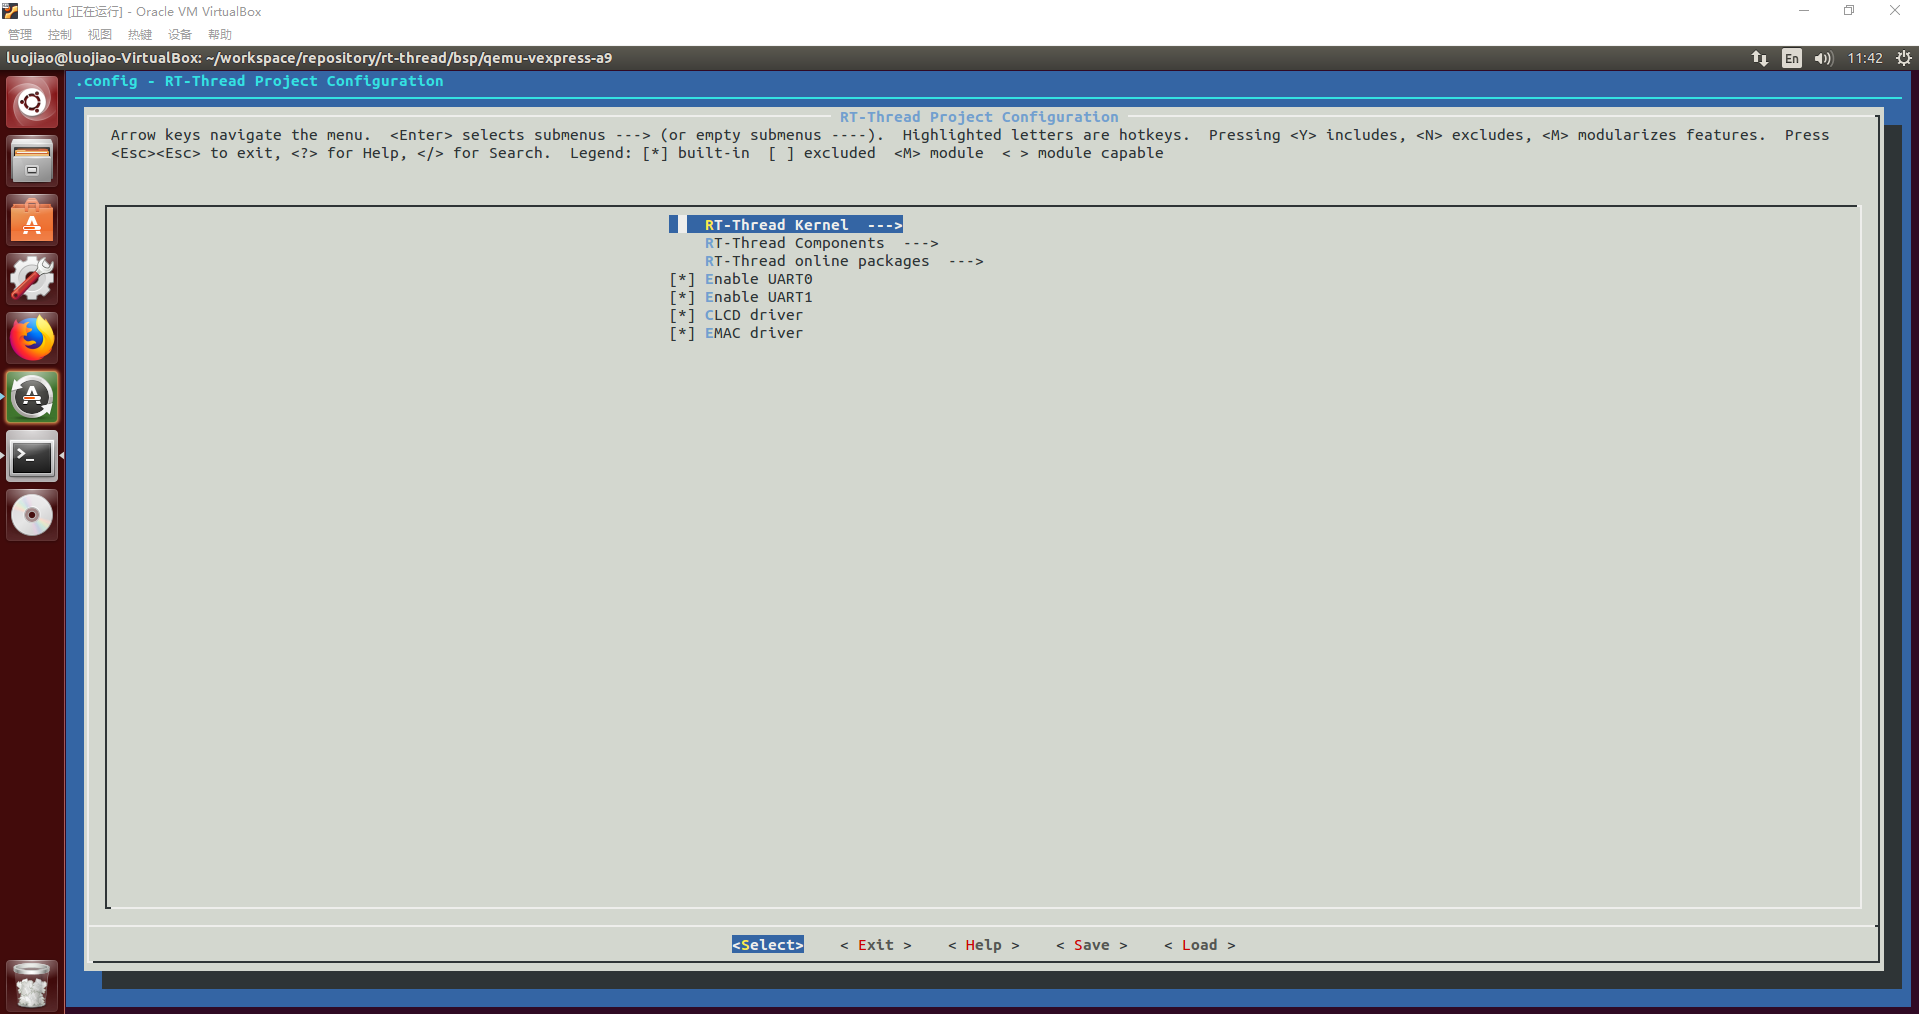 ubuntu [正在运行] - Oracle VM VirtualBox
管理 控制 视图 热键 设备 帮助
luojiao@luojiao-VirtualBox: ~/workspace/repository/rt-thread/bsp/qemu-vexpress-a9 En 11:42
.config - RT-Thread Project Configuration
RT-Thread Project Configuration
Arrow keys navigate the menu.  <Enter> selects submenus ---> (or empty submenus ----).  Highlighted letters are hotkeys.  Pressing <Y> includes, <N> excludes, <M> modularizes features.  Press
<Esc><Esc> to exit, <?> for Help, </> for Search.  Legend: [*] built-in  [ ] excluded  <M> module  < > module capable
RT-Thread Kernel  --->
RT-Thread Components  --->
RT-Thread online packages  --->
[*] Enable UART0
[*] Enable UART1
[*] CLCD driver
[*] EMAC driver
<Select>    < Exit >    < Help >    < Save >    < Load >